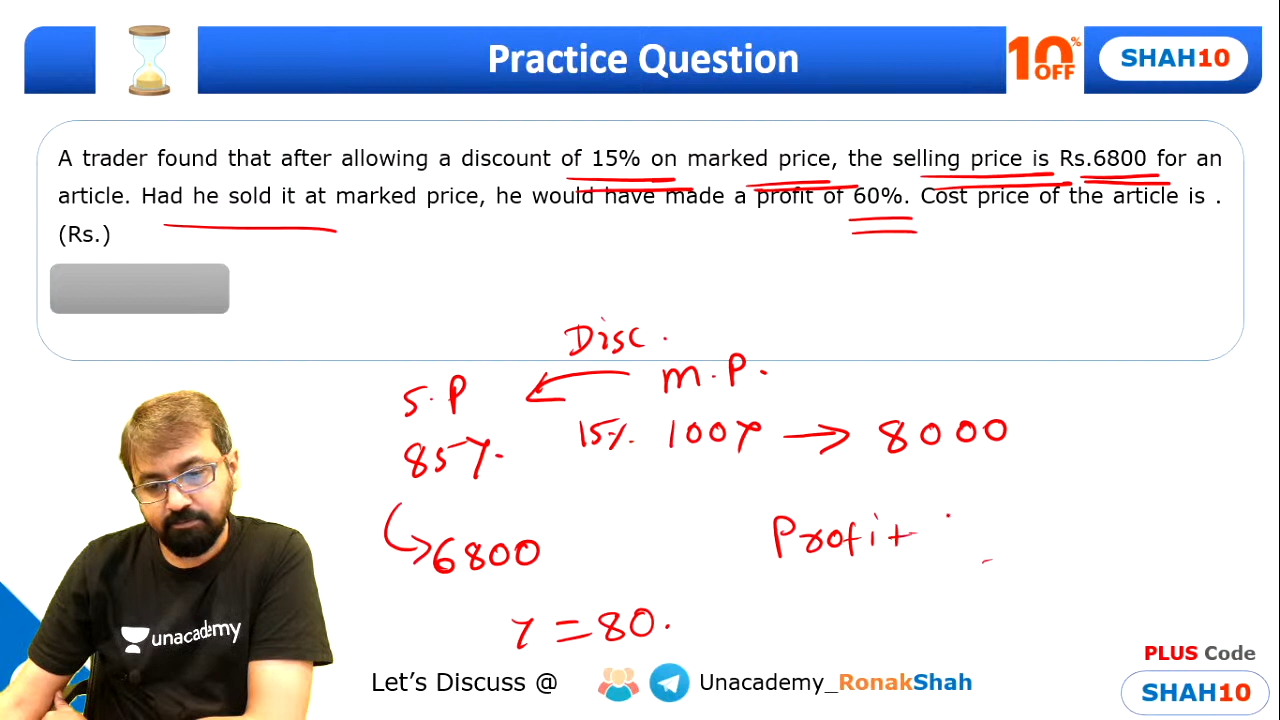 Practice Question
10% OFF
SHAH10
A trader found that after allowing a discount of 15% on marked price, the selling price is Rs.6800 for an
article. Had he sold it at marked price, he would have made a profit of 60%. Cost price of the article is .
(Rs.)
Disc.
S.P
M.P.
85%.
15%. 100% → 8000
6800
Profit
% = 80.
unacademy
PLUS Code
Let's Discuss @ Unacademy_RonakShah
SHAH10